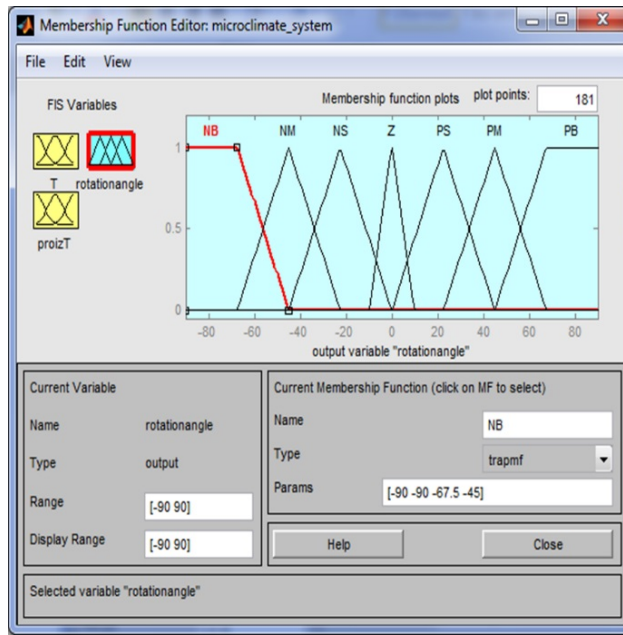 Membership Function Editor: microclimate_system
File Edit View
FIS Variables
T
rotationangle
proizT
Membership function plots
plot points: 181
NB NM NS Z PS PM PB
1
0.5
0
-80 -60 -40 -20 0 20 40 60 80
output variable "rotationangle"
Current Variable
Name rotationangle
Type output
Range [-90 90]
Display Range [-90 90]
Current Membership Function (click on MF to select)
Name NB
Type trapmf
Params [-90 -90 -67.5 -45]
Help Close
Selected variable "rotationangle"